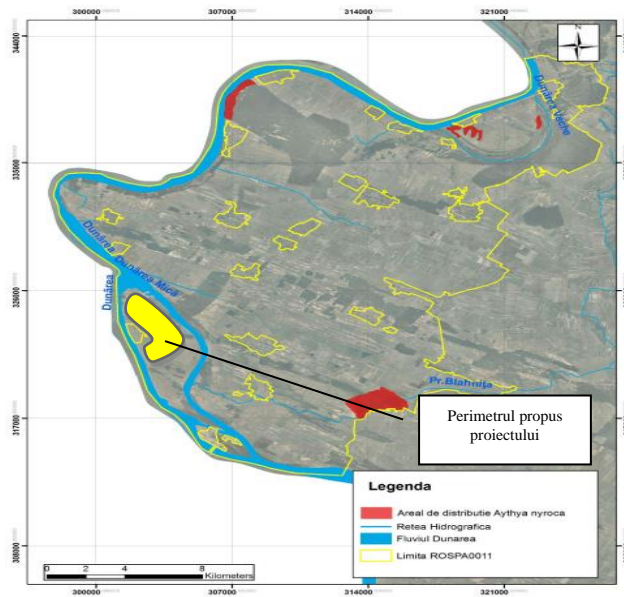 300000
307000
314000
321000
344000
335000
326000
317000
308000
Dunărea Veche
Dunărea
Dunărea Mică
Dunărea
Pr.Blahnița
Perimetrul propus
proiectului
Legenda
Areal de distributie Aythya nyroca
Retea Hidrografica
Fluviul Dunarea
Limita ROSPA0011
0 2 4 8
Kilometers
300000
307000
314000
321000